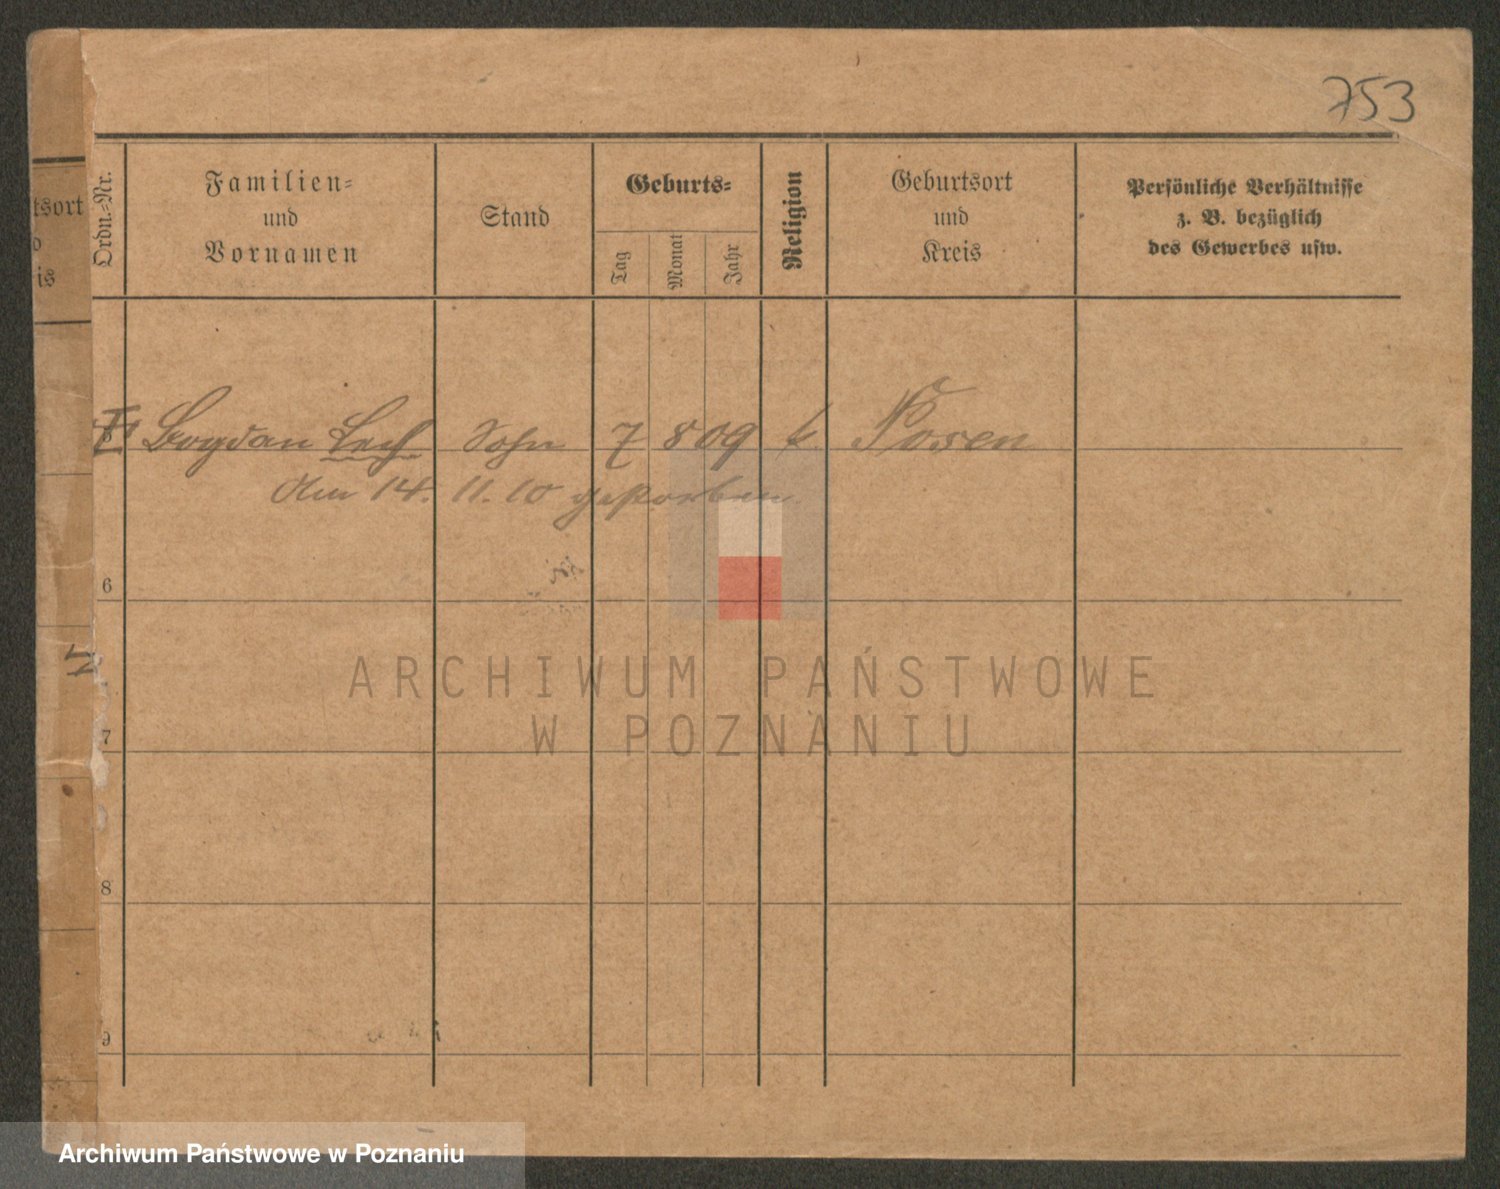 753
tsort
is
Ordn.-Nr.
Familien-
und
Vornamen
Stand
Geburts-
Tag
Monat
Jahr
Religion
Geburtsort
und
Kreis
Persönliche Verhältnisse
z. B. bezüglich
des Gewerbes usw.
Bogdan Lech Sohn 7 8 09 k. Posen
Am 14. 11. 10 gestorben.
6
7
8
9
ARCHIWUM PAŃSTWOWE
W POZNANIU
Archiwum Państwowe w Poznaniu